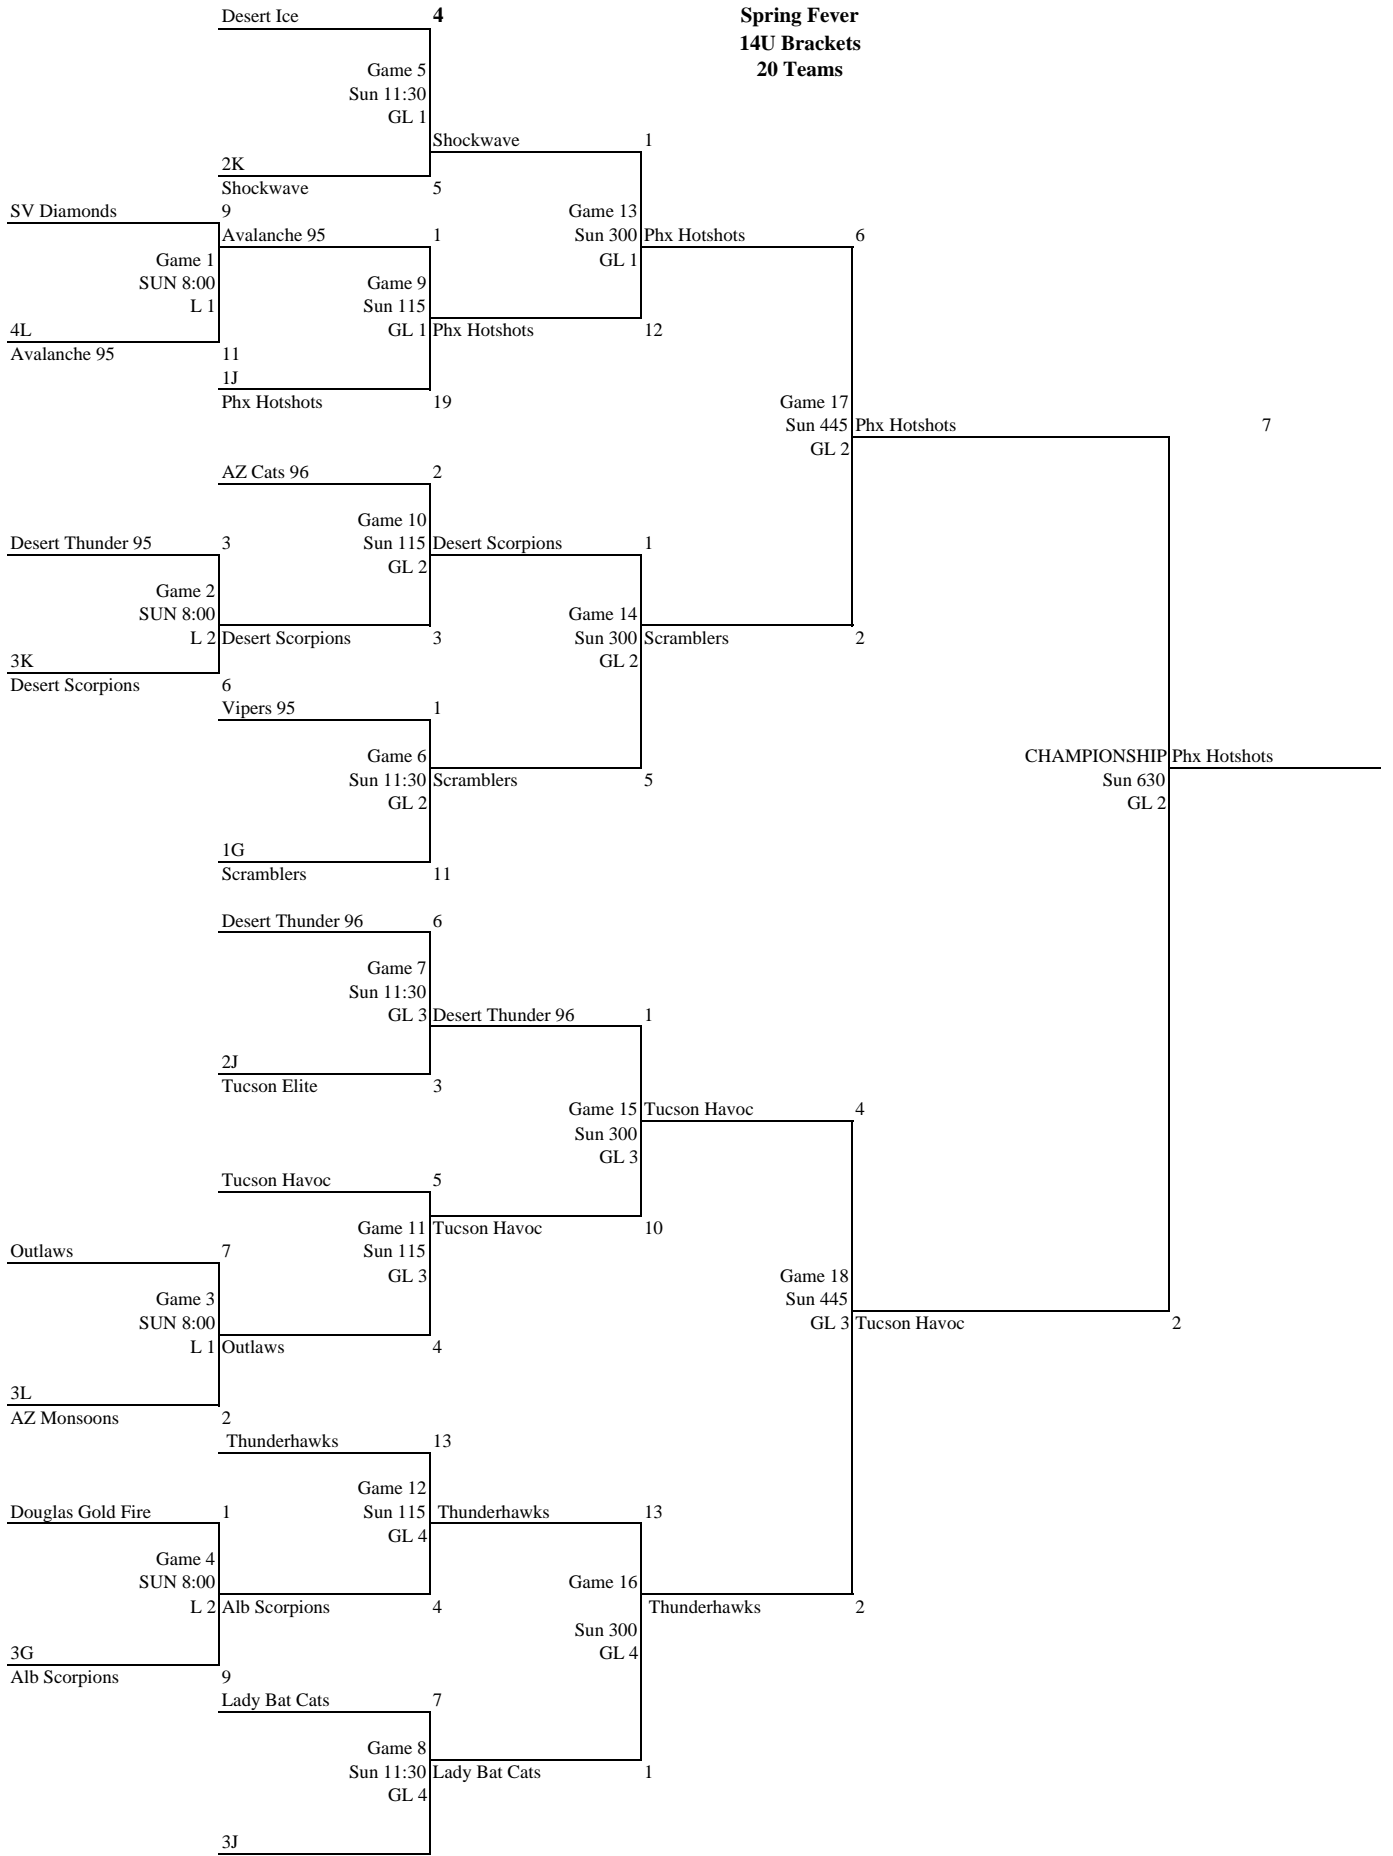 Desert Ice 4 Spring Fever
14U Brackets
Game 5 20 Teams
Sun 11:30
GL 1
Shockwave 1
2K
Shockwave 5
SV Diamonds 9 Game 13
Avalanche 95 1 Sun 300 Phx Hotshots 6
Game 1 GL 1
SUN 8:00 Game 9
L 1 Sun 115
4L GL 1 Phx Hotshots 12
Avalanche 95 11
1J
Phx Hotshots 19 Game 17
Sun 445 Phx Hotshots 7
GL 2
AZ Cats 96 2
Game 10
Desert Thunder 95 3 Sun 115 Desert Scorpions 1
GL 2
Game 2
SUN 8:00 Game 14
L 2 Desert Scorpions 3 Sun 300 Scramblers 2
3K GL 2
Desert Scorpions 6
Vipers 95 1
Game 6 CHAMPIONSHIP Phx Hotshots
Sun 11:30 Scramblers 5 Sun 630
GL 2 GL 2
1G
Scramblers 11
Desert Thunder 96 6
Game 7
Sun 11:30
GL 3 Desert Thunder 96 1
2J
Tucson Elite 3
Game 15 Tucson Havoc 4
Sun 300
GL 3
Tucson Havoc 5
Game 11 Tucson Havoc 10
Outlaws 7 Sun 115
GL 3 Game 18
Game 3 Sun 445
SUN 8:00 GL 3 Tucson Havoc 2
L 1 Outlaws 4
3L
AZ Monsoons 2
Thunderhawks 13
Game 12
Douglas Gold Fire 1 Sun 115 Thunderhawks 13
GL 4
Game 4
SUN 8:00 Game 16
L 2 Alb Scorpions 4 Thunderhawks 2
Sun 300
3G GL 4
Alb Scorpions 9
Lady Bat Cats 7
Game 8
Sun 11:30 Lady Bat Cats 1
GL 4
3J